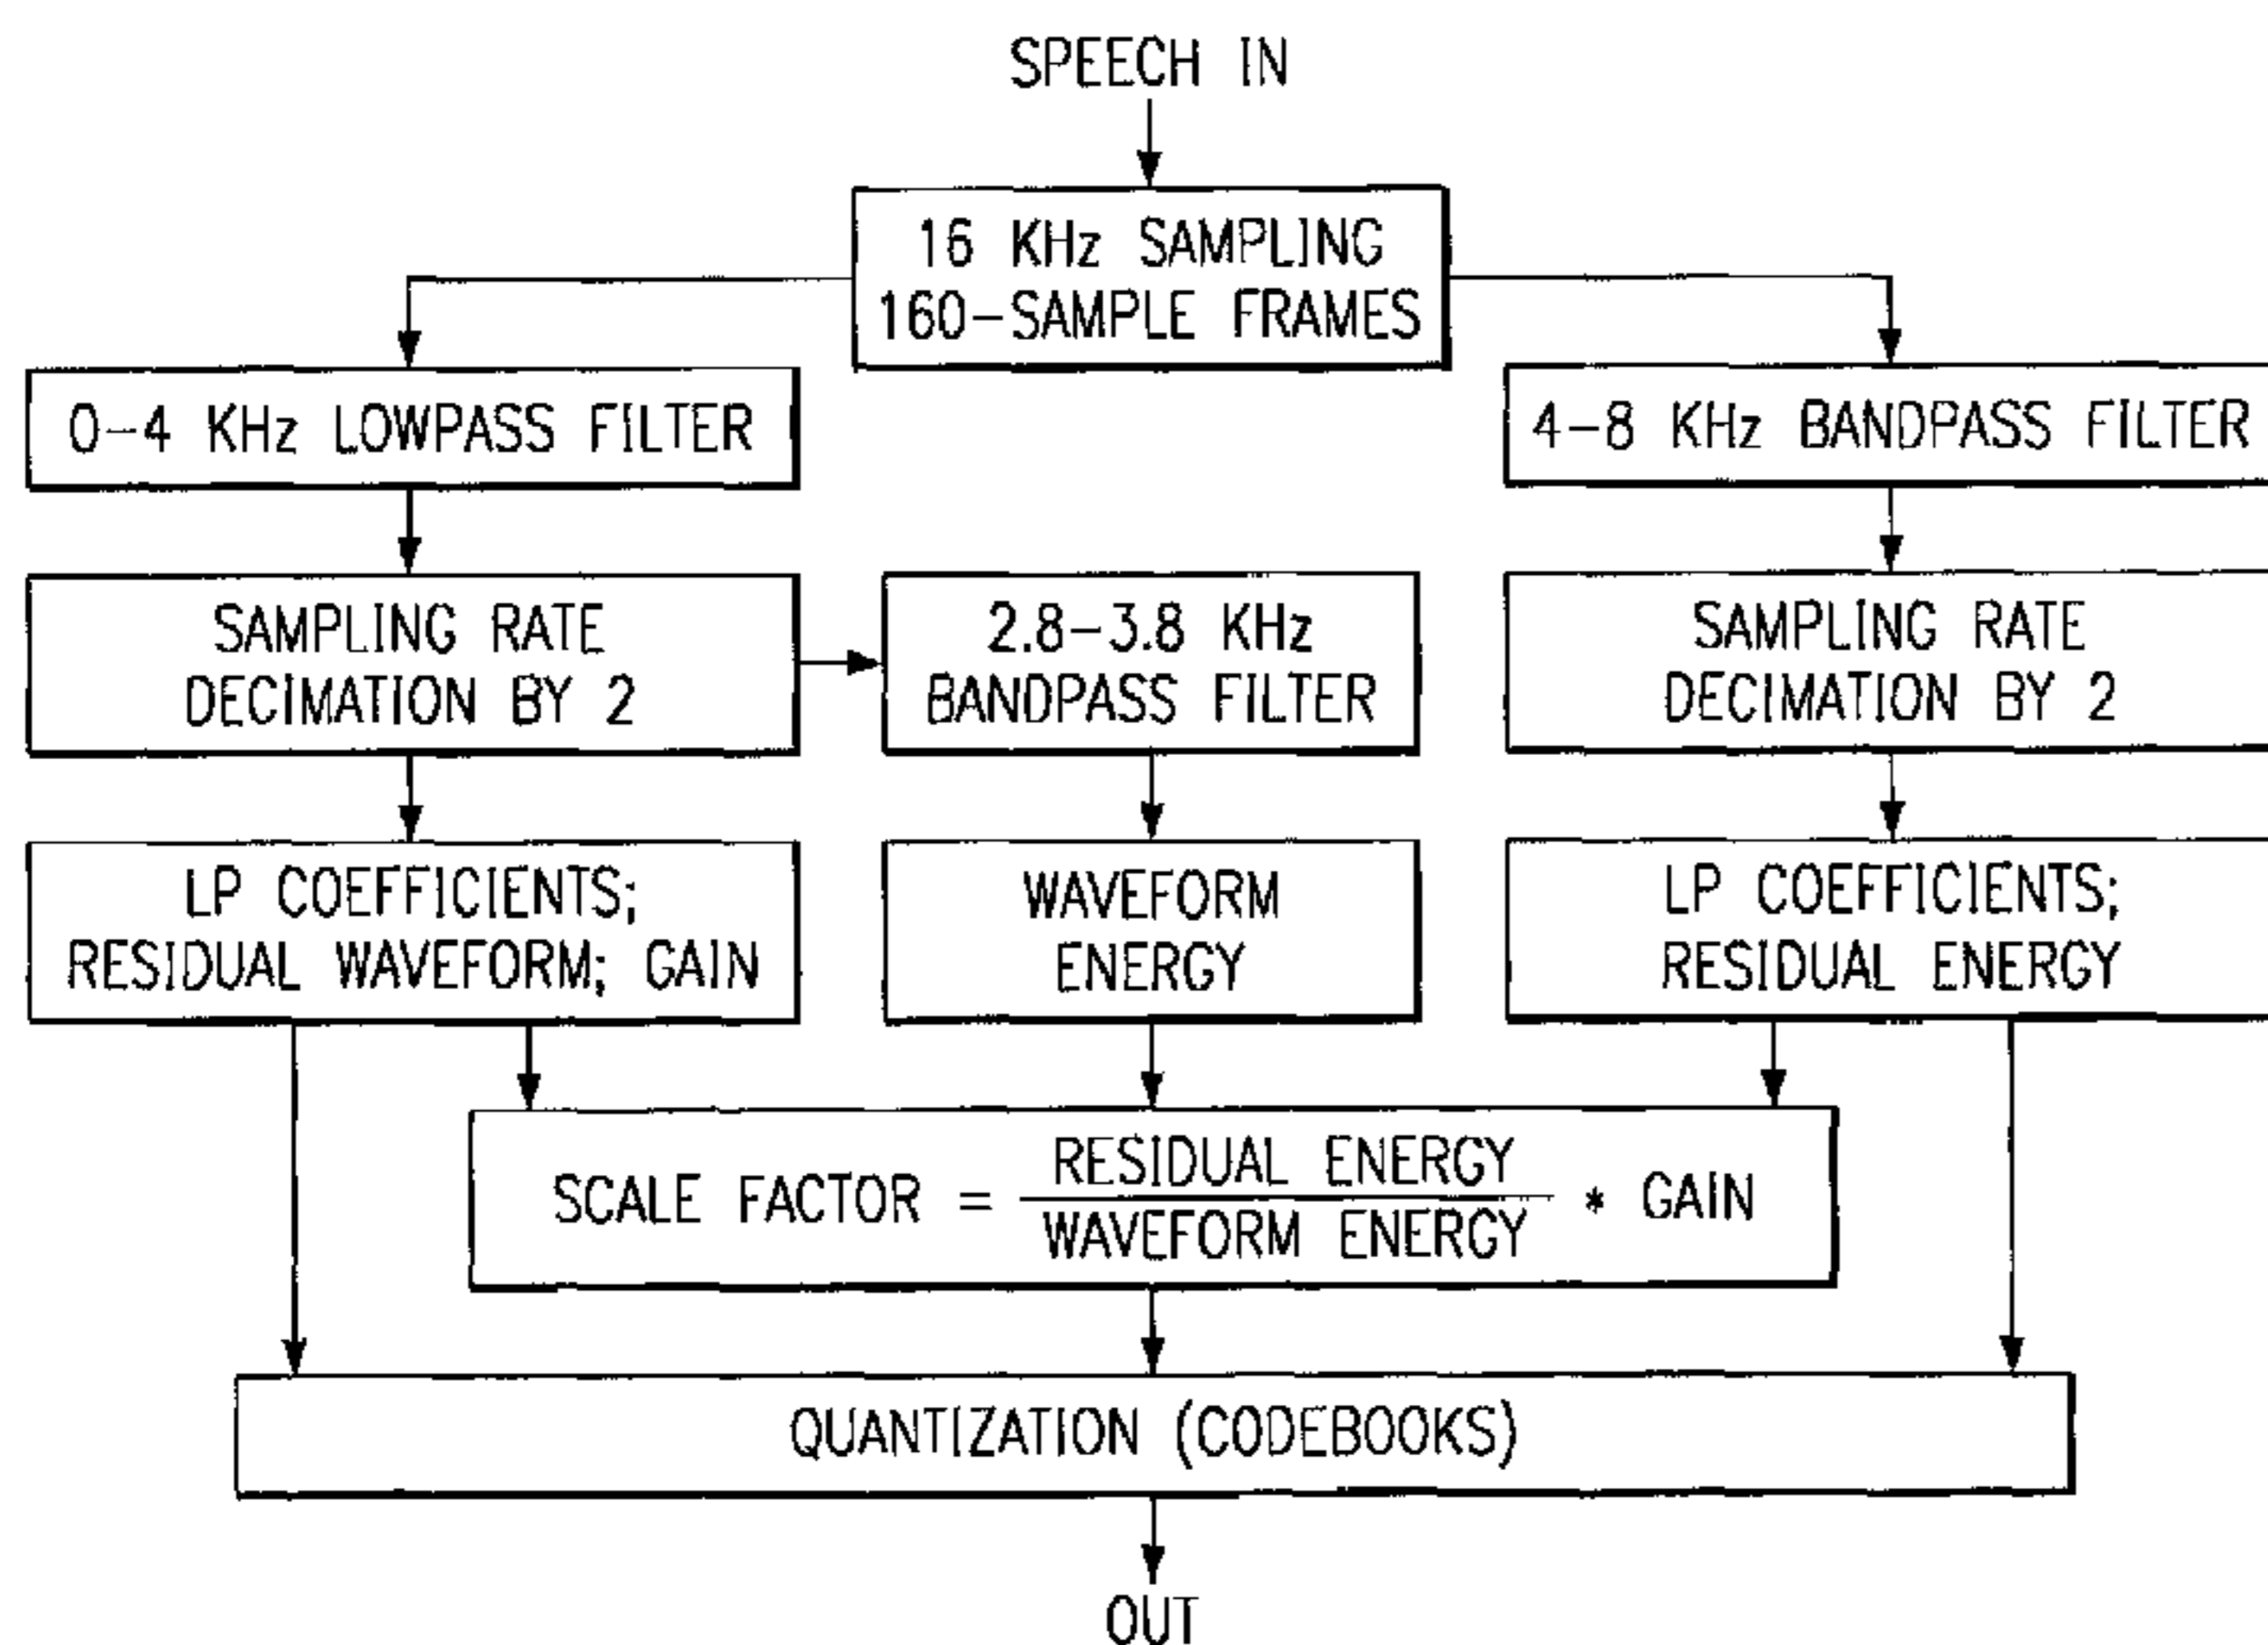 SPEECH IN
16 KHz SAMPLING
160-SAMPLE FRAMES
0-4 KHz LOWPASS FILTER
4-8 KHz BANDPASS FILTER
SAMPLING RATE
DECIMATION BY 2
2.8-3.8 KHz
BANDPASS FILTER
SAMPLING RATE
DECIMATION BY 2
LP COEFFICIENTS;
RESIDUAL WAVEFORM; GAIN
WAVEFORM
ENERGY
LP COEFFICIENTS;
RESIDUAL ENERGY
RESIDUAL ENERGY
SCALE FACTOR = * GAIN
WAVEFORM ENERGY
QUANTIZATION (CODEBOOKS)
OUT